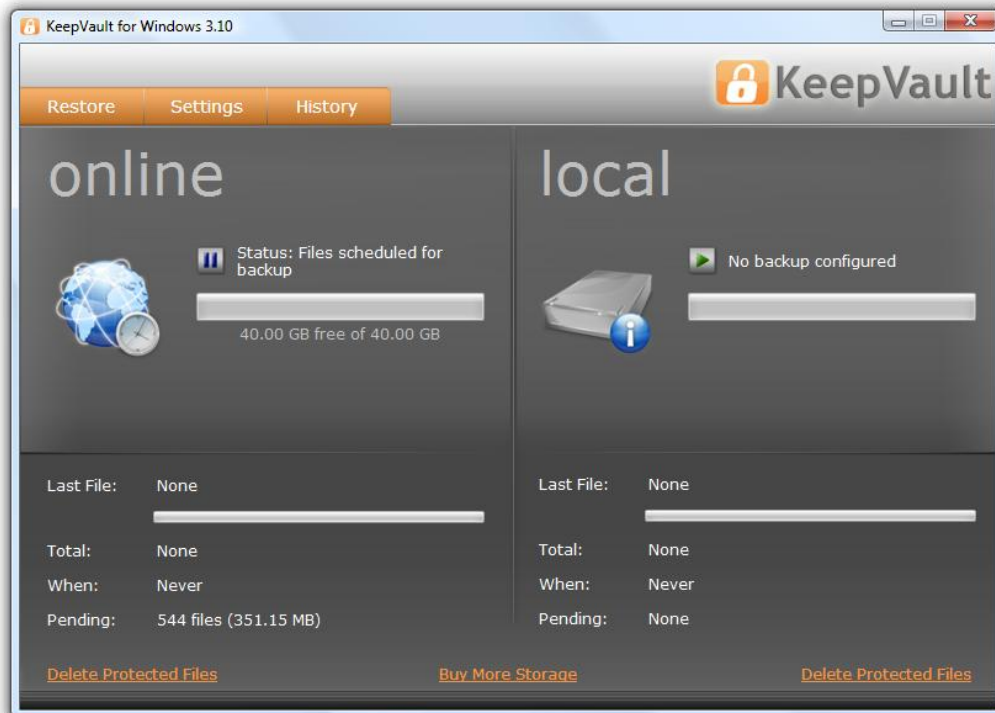 KeepVault for Windows 3.10
KeepVault
Restore
Settings
History
online
Status: Files scheduled for
backup
40.00 GB free of 40.00 GB
Last File: None
Total: None
When: Never
Pending: 544 files (351.15 MB)
local
No backup configured
Last File: None
Total: None
When: Never
Pending: None
Delete Protected Files
Buy More Storage
Delete Protected Files